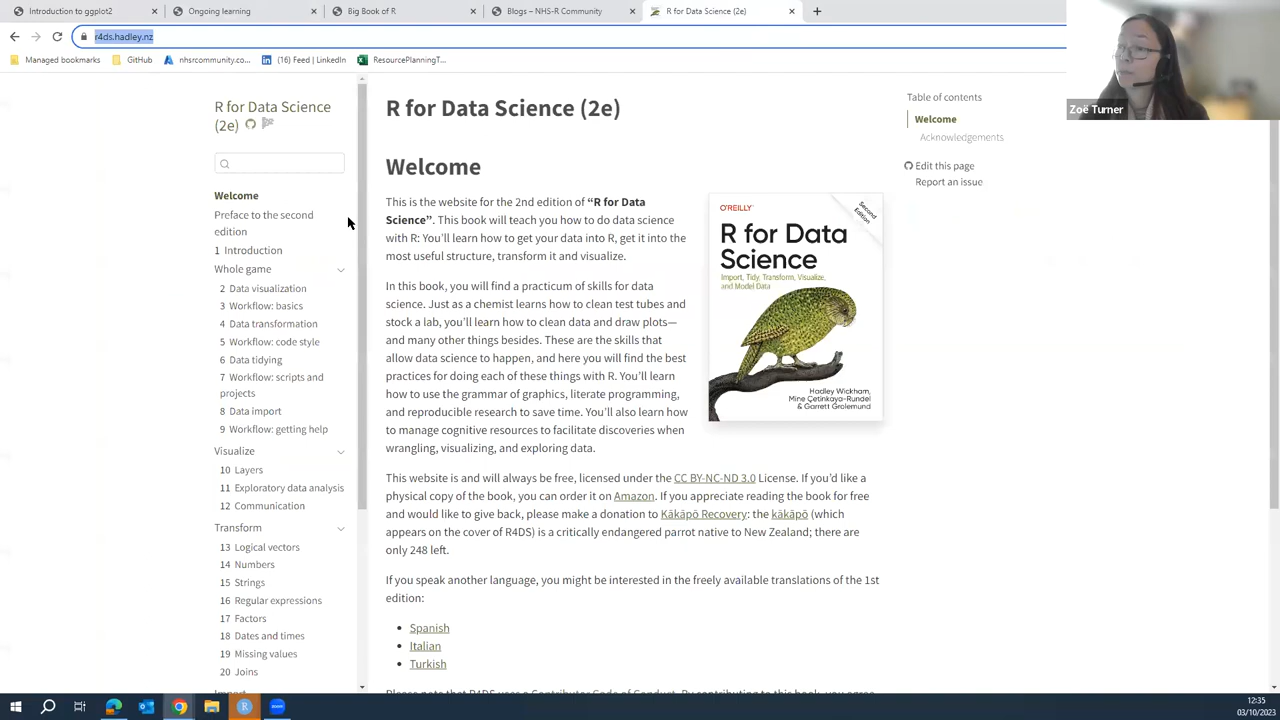 Introduction to ggplot2
Ongoing learning
Big Book of R
Blogs – NHS-R Community
R for Data Science (2e)
r4ds.hadley.nz
Managed bookmarks
GitHub
nhsrcommunity.co...
(16) Feed | LinkedIn
ResourcePlanningT...
Zoë Turner
R for Data Science
(2e)
Welcome
Preface to the second
edition
1 Introduction
Whole game
2 Data visualization
3 Workflow: basics
4 Data transformation
5 Workflow: code style
6 Data tidying
7 Workflow: scripts and
projects
8 Data import
9 Workflow: getting help
Visualize
10 Layers
11 Exploratory data analysis
12 Communication
Transform
13 Logical vectors
14 Numbers
15 Strings
16 Regular expressions
17 Factors
18 Dates and times
19 Missing values
20 Joins
Import
R for Data Science (2e)
Welcome
This is the website for the 2nd edition of “R for Data
Science”. This book will teach you how to do data science
with R: You’ll learn how to get your data into R, get it into the
most useful structure, transform it and visualize.
In this book, you will find a practicum of skills for data
science. Just as a chemist learns how to clean test tubes and
stock a lab, you’ll learn how to clean data and draw plots—
and many other things besides. These are the skills that
allow data science to happen, and here you will find the best
practices for doing each of these things with R. You’ll learn
how to use the grammar of graphics, literate programming,
and reproducible research to save time. You’ll also learn how
to manage cognitive resources to facilitate discoveries when
wrangling, visualizing, and exploring data.
O'REILLY
Second
Edition
R for Data
Science
Import, Tidy, Transform, Visualize,
and Model Data
Hadley Wickham,
Mine Çetinkaya-Rundel
& Garrett Grolemund
This website is and will always be free, licensed under the CC BY-NC-ND 3.0 License. If you’d like a
physical copy of the book, you can order it on Amazon. If you appreciate reading the book for free
and would like to give back, please make a donation to Kākāpō Recovery: the kākāpō (which
appears on the cover of R4DS) is a critically endangered parrot native to New Zealand; there are
only 248 left.
If you speak another language, you might be interested in the freely available translations of the 1st
edition:
Spanish
Italian
Turkish
Please note that R4DS uses a Contributor Code of Conduct. By contributing to this book, you agree
Table of contents
Welcome
Acknowledgements
Edit this page
Report an issue
12:35
03/10/2023